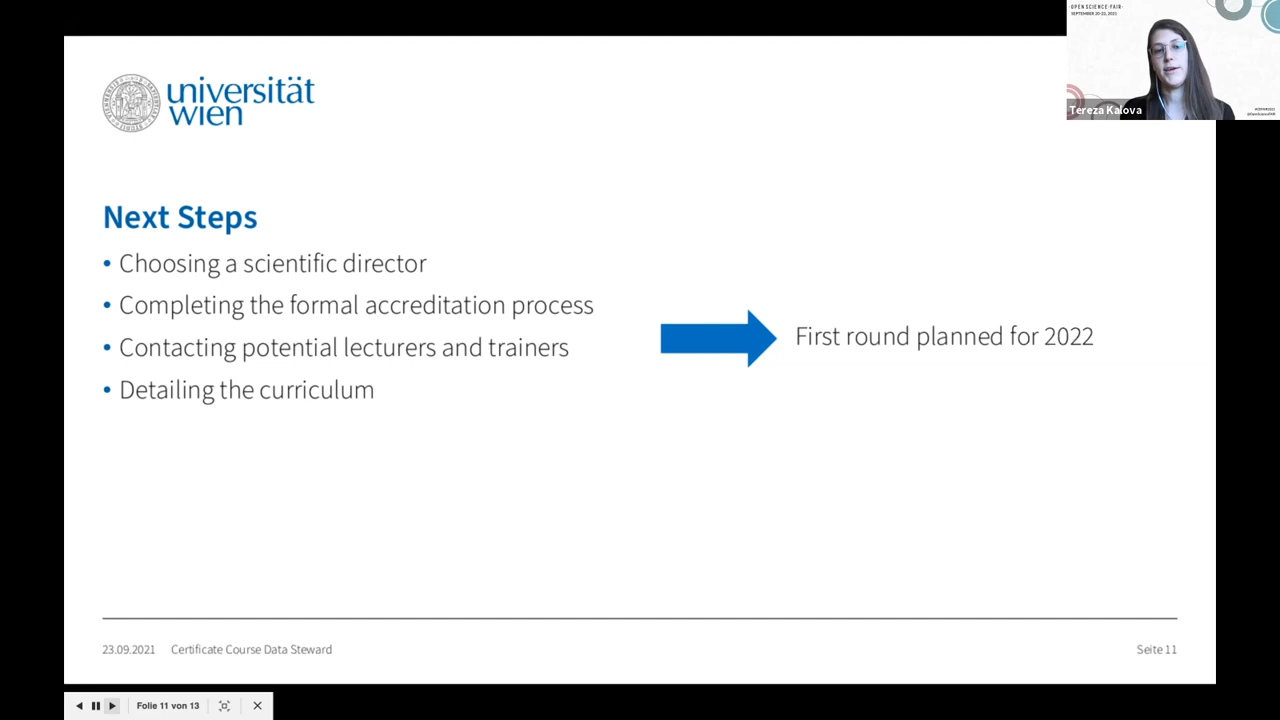 OPEN SCIENCE FAIR
SEPTEMBER 20-23, 2021
Tereza Kalova
universität
wien
Next Steps
• Choosing a scientific director
• Completing the formal accreditation process
• Contacting potential lecturers and trainers
• Detailing the curriculum
First round planned for 2022
23.09.2021 Certificate Course Data Steward
Seite 11
Folie 11 von 13